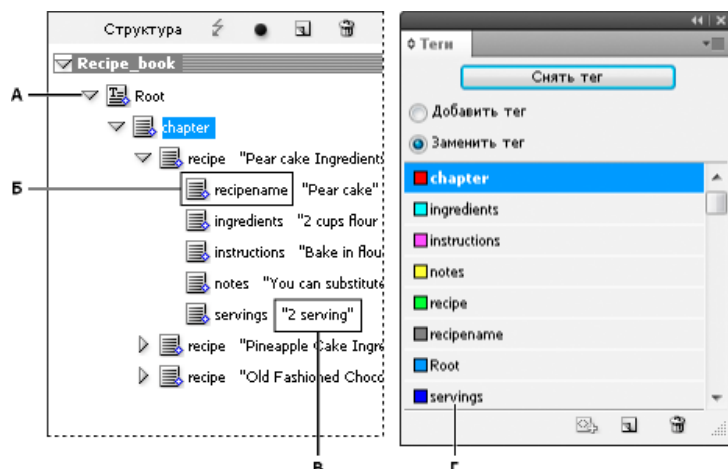 Структура
Recipe_book
А
Root
chapter
recipe "Pear cake Ingredients
Б
recipename "Pear cake"
ingredients "2 cups flour
instructions "Bake in flou
notes "You can substitute
servings "2 serving"
recipe "Pineapple Cake Ingre
recipe "Old Fashioned Choco
В
Теги
Снять тег
Добавить тег
Заменить тег
chapter
ingredients
instructions
notes
recipe
recipename
Root
servings
Г